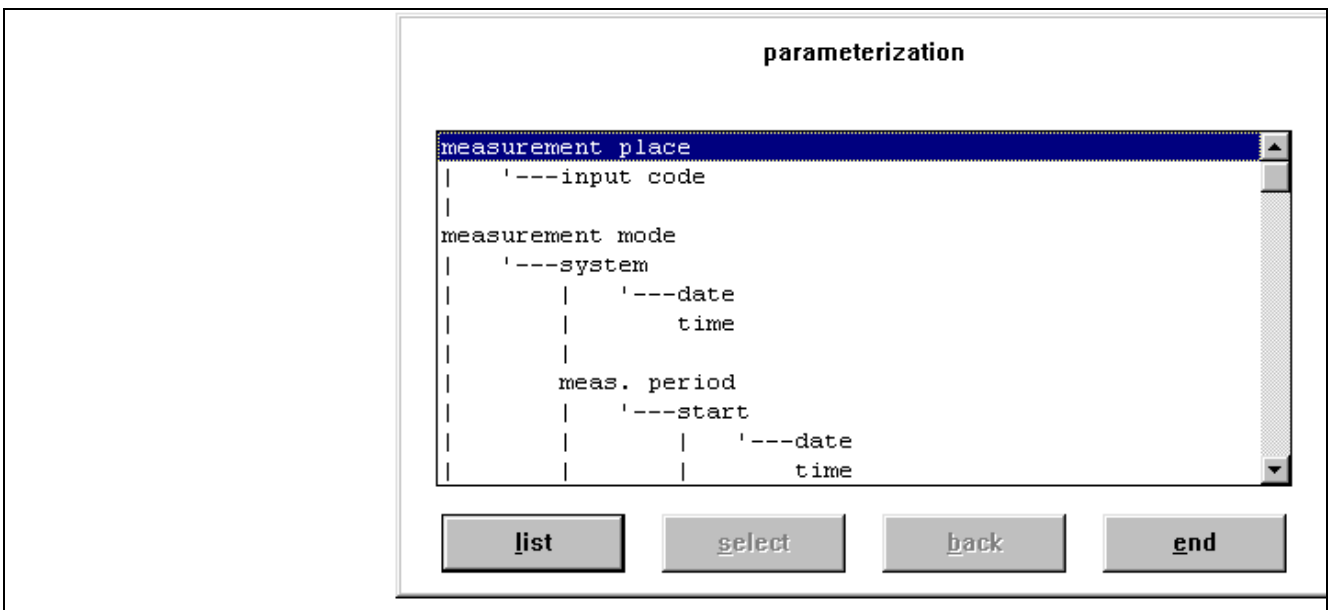 parameterization
measurement place
|   '---input code
|
measurement mode
|   '---system
|       |   '---date
|       |       time
|       |
|       meas. period
|       |   '---start
|       |       |   '---date
|       |       |       time
list select back end